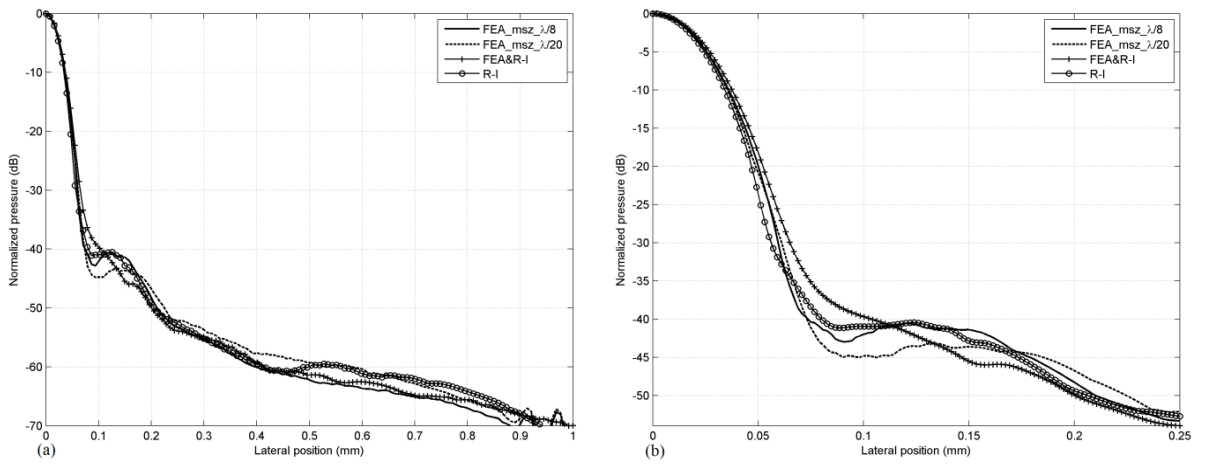 0
-10
-20
-30
-40
-50
-60
-70
Normalized pressure (dB)
0 0.1 0.2 0.3 0.4 0.5 0.6 0.7 0.8 0.9 1
Lateral position (mm)
(a)
FEA_msz_λ/8
FEA_msz_λ/20
FEA&R-I
R-I
0
-5
-10
-15
-20
-25
-30
-35
-40
-45
-50
Normalized pressure (dB)
0 0.05 0.1 0.15 0.2 0.25
Lateral position (mm)
(b)
FEA_msz_λ/8
FEA_msz_λ/20
FEA&R-I
R-I